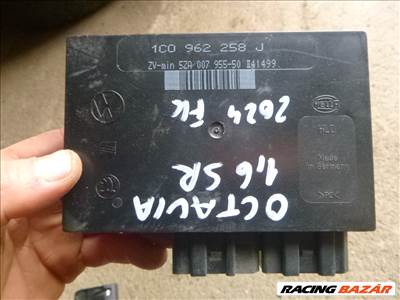 1C0 962 258 J
ZV-min 5ZA 007 955-50
HELLA
Made
in Germany
2024 FK
1,6 SR
OCTAVIA
RACING BAZÁR